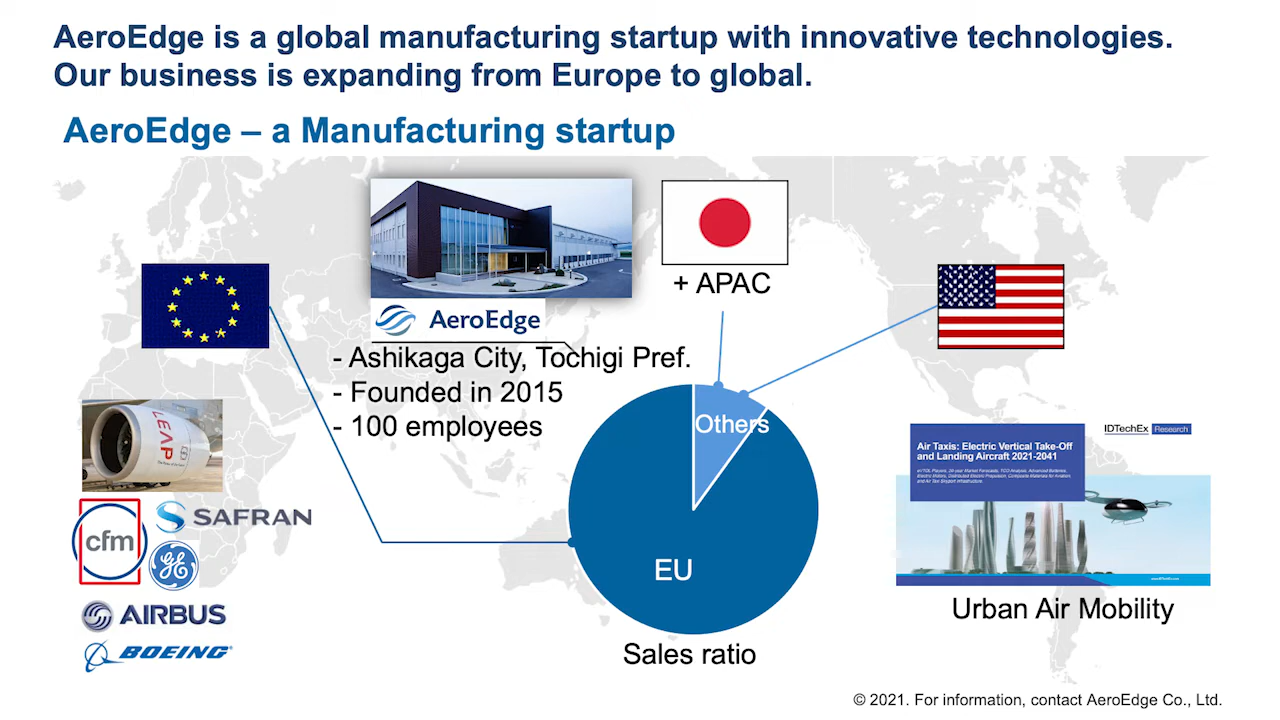 AeroEdge is a global manufacturing startup with innovative technologies.
Our business is expanding from Europe to global.
AeroEdge – a Manufacturing startup
+ APAC
AeroEdge
- Ashikaga City, Tochigi Pref.
- Founded in 2015
- 100 employees
LEAP
cfm
SAFRAN
GE
AIRBUS
BOEING
Others
EU
Sales ratio
IDTechEx Research
Air Taxis: Electric Vertical Take-Off
and Landing Aircraft 2021-2041
Urban Air Mobility
© 2021. For information, contact AeroEdge Co., Ltd.